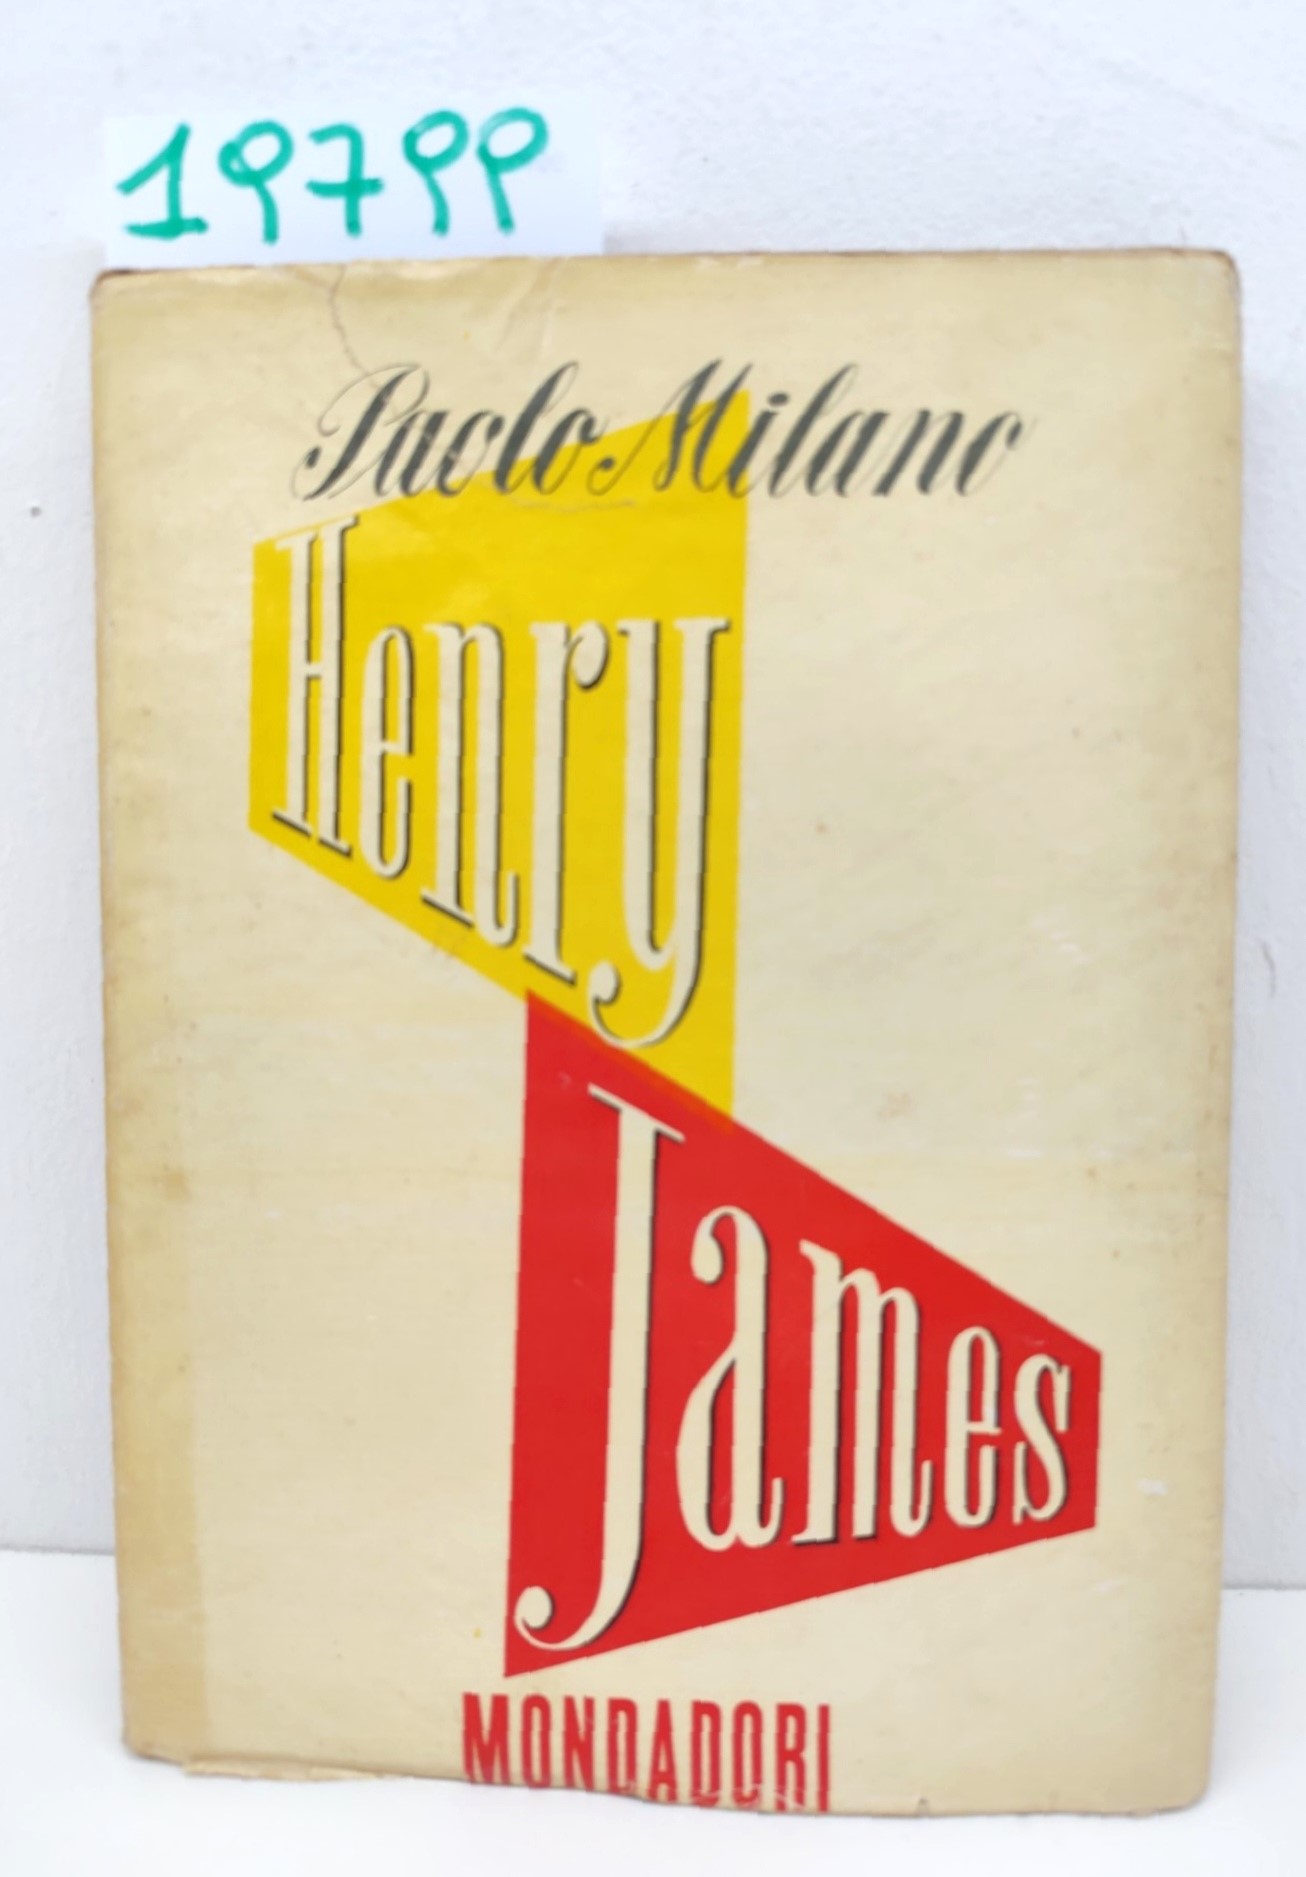 19799
Paolo Milano
Henry
James
MONDADORI